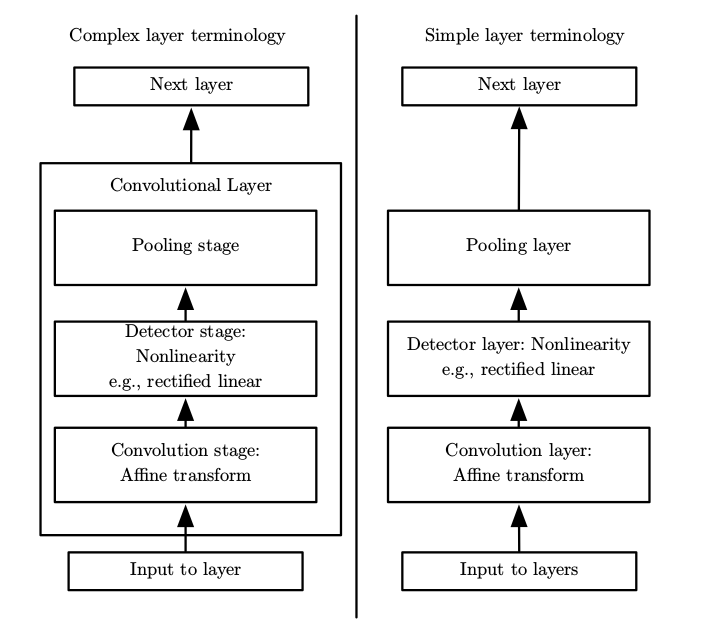 Complex layer terminology
Next layer
Convolutional Layer
Pooling stage
Detector stage:
Nonlinearity
e.g., rectified linear
Convolution stage:
Affine transform
Input to layer
Simple layer terminology
Next layer
Pooling layer
Detector layer: Nonlinearity
e.g., rectified linear
Convolution layer:
Affine transform
Input to layers